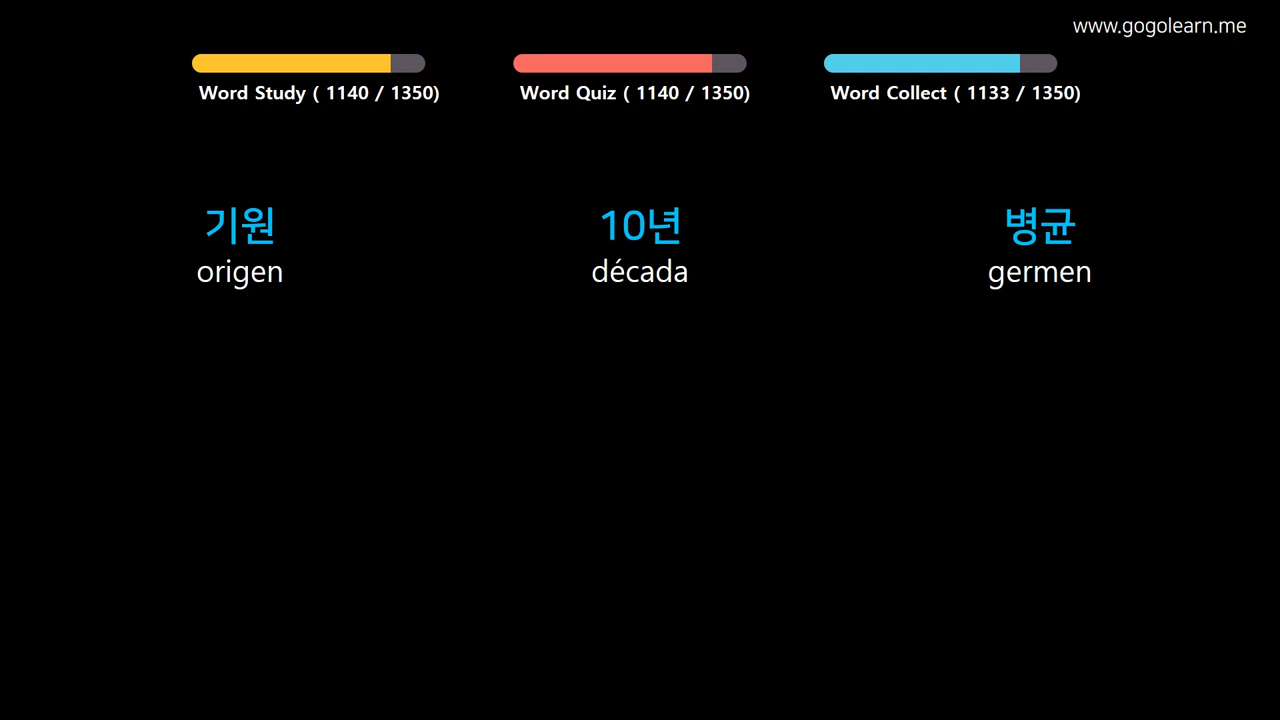 www.gogolearn.me
Word Study ( 1140 / 1350)
Word Quiz ( 1140 / 1350)
Word Collect ( 1133 / 1350)
기원
origen
10년
década
병균
germen